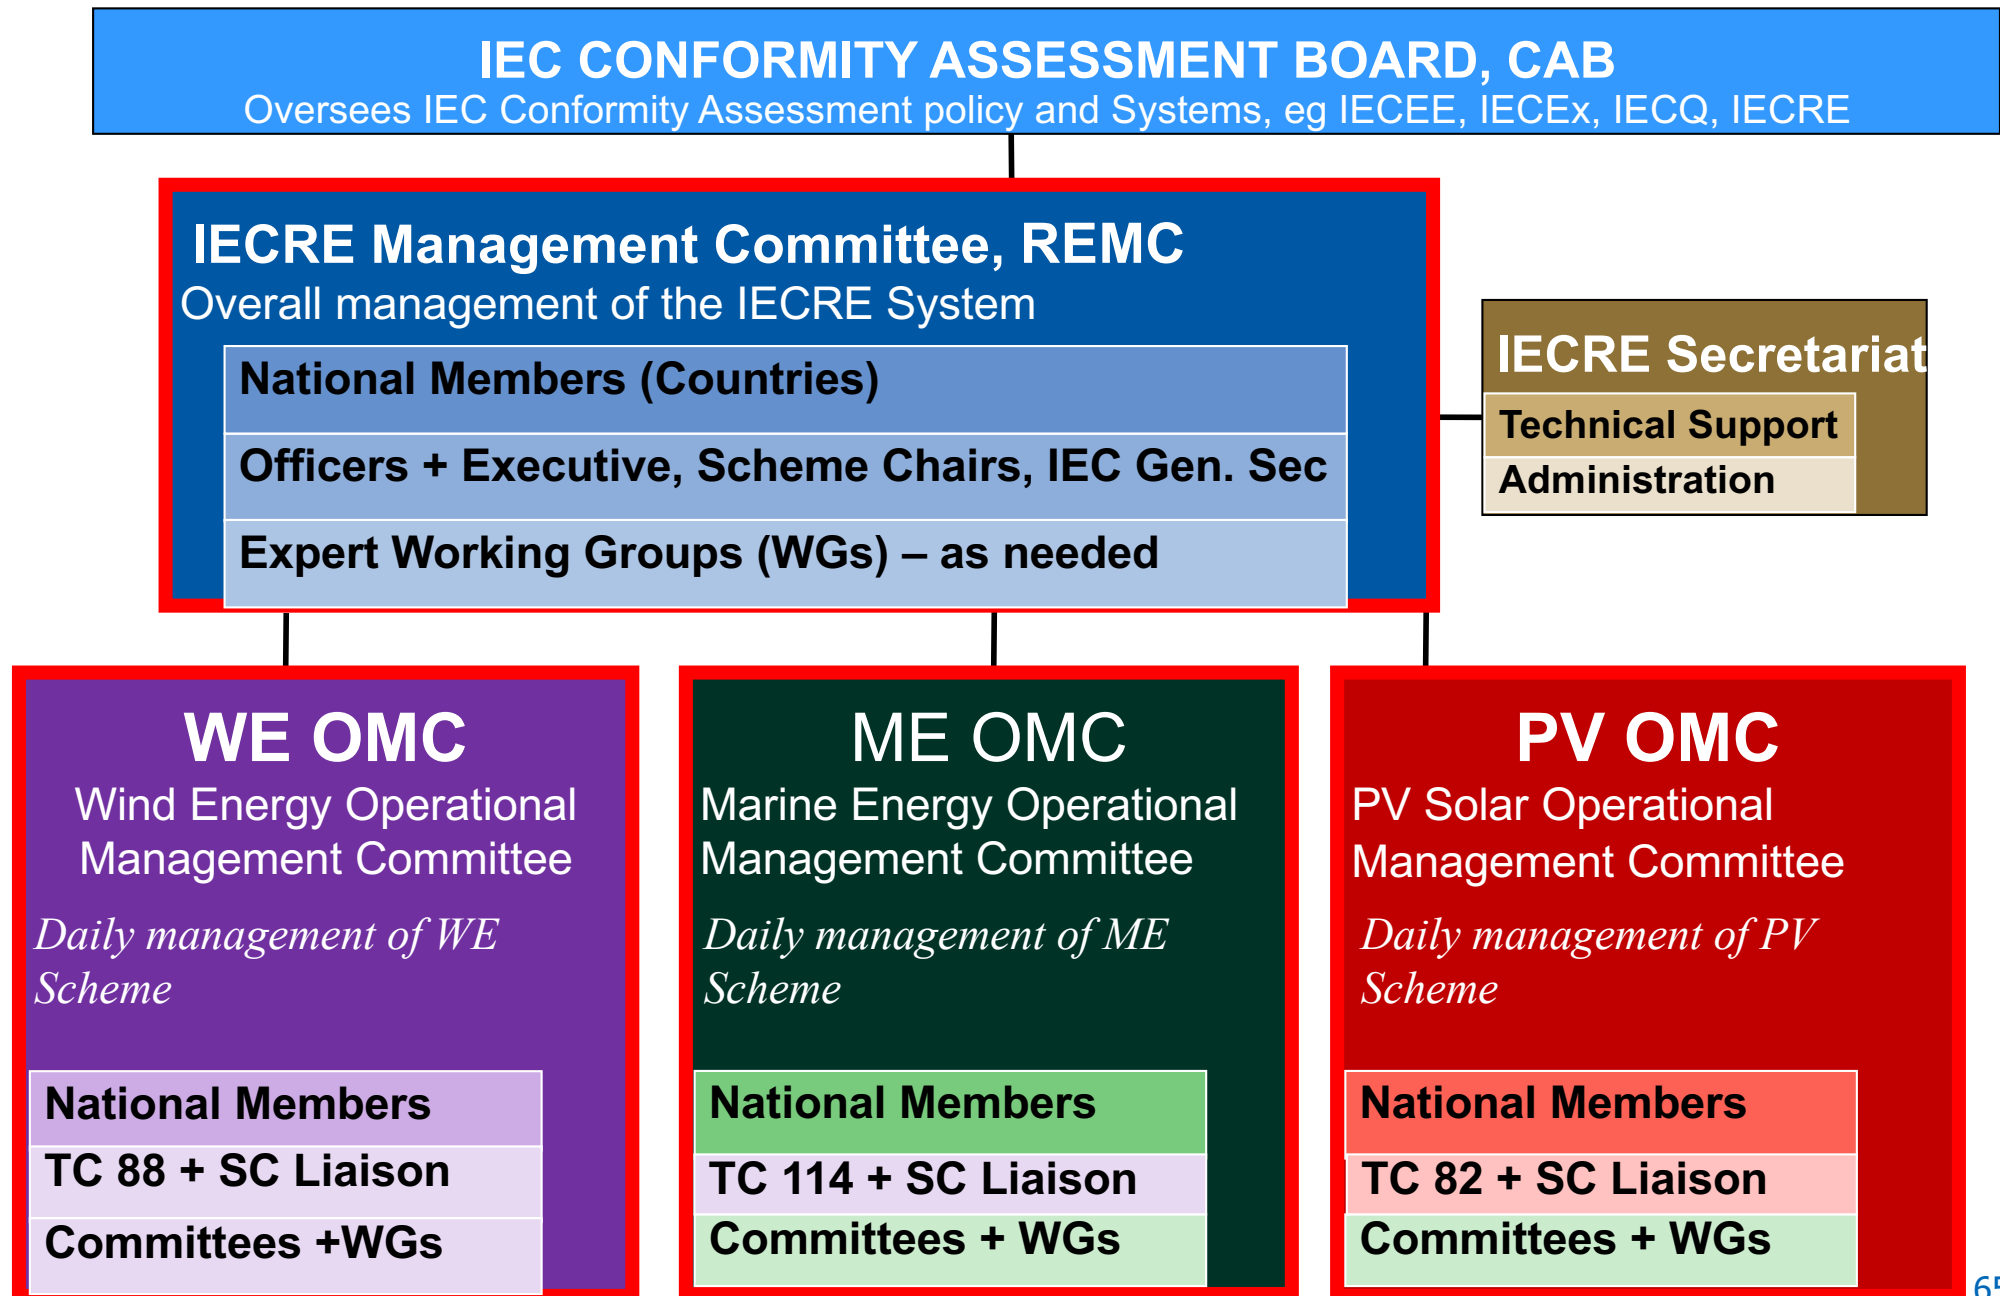 IEC CONFORMITY ASSESSMENT BOARD, CAB
Oversees IEC Conformity Assessment policy and Systems, eg IECEE, IECEx, IECQ, IECRE
IECRE Management Committee, REMC
Overall management of the IECRE System
National Members (Countries)
Officers + Executive, Scheme Chairs, IEC Gen. Sec
Expert Working Groups (WGs) – as needed
IECRE Secretariat
Technical Support
Administration
WE OMC
Wind Energy Operational
Management Committee
Daily management of WE
Scheme
National Members
TC 88 + SC Liaison
Committees +WGs
ME OMC
Marine Energy Operational
Management Committee
Daily management of ME
Scheme
National Members
TC 114 + SC Liaison
Committees + WGs
PV OMC
PV Solar Operational
Management Committee
Daily management of PV
Scheme
National Members
TC 82 + SC Liaison
Committees + WGs
65